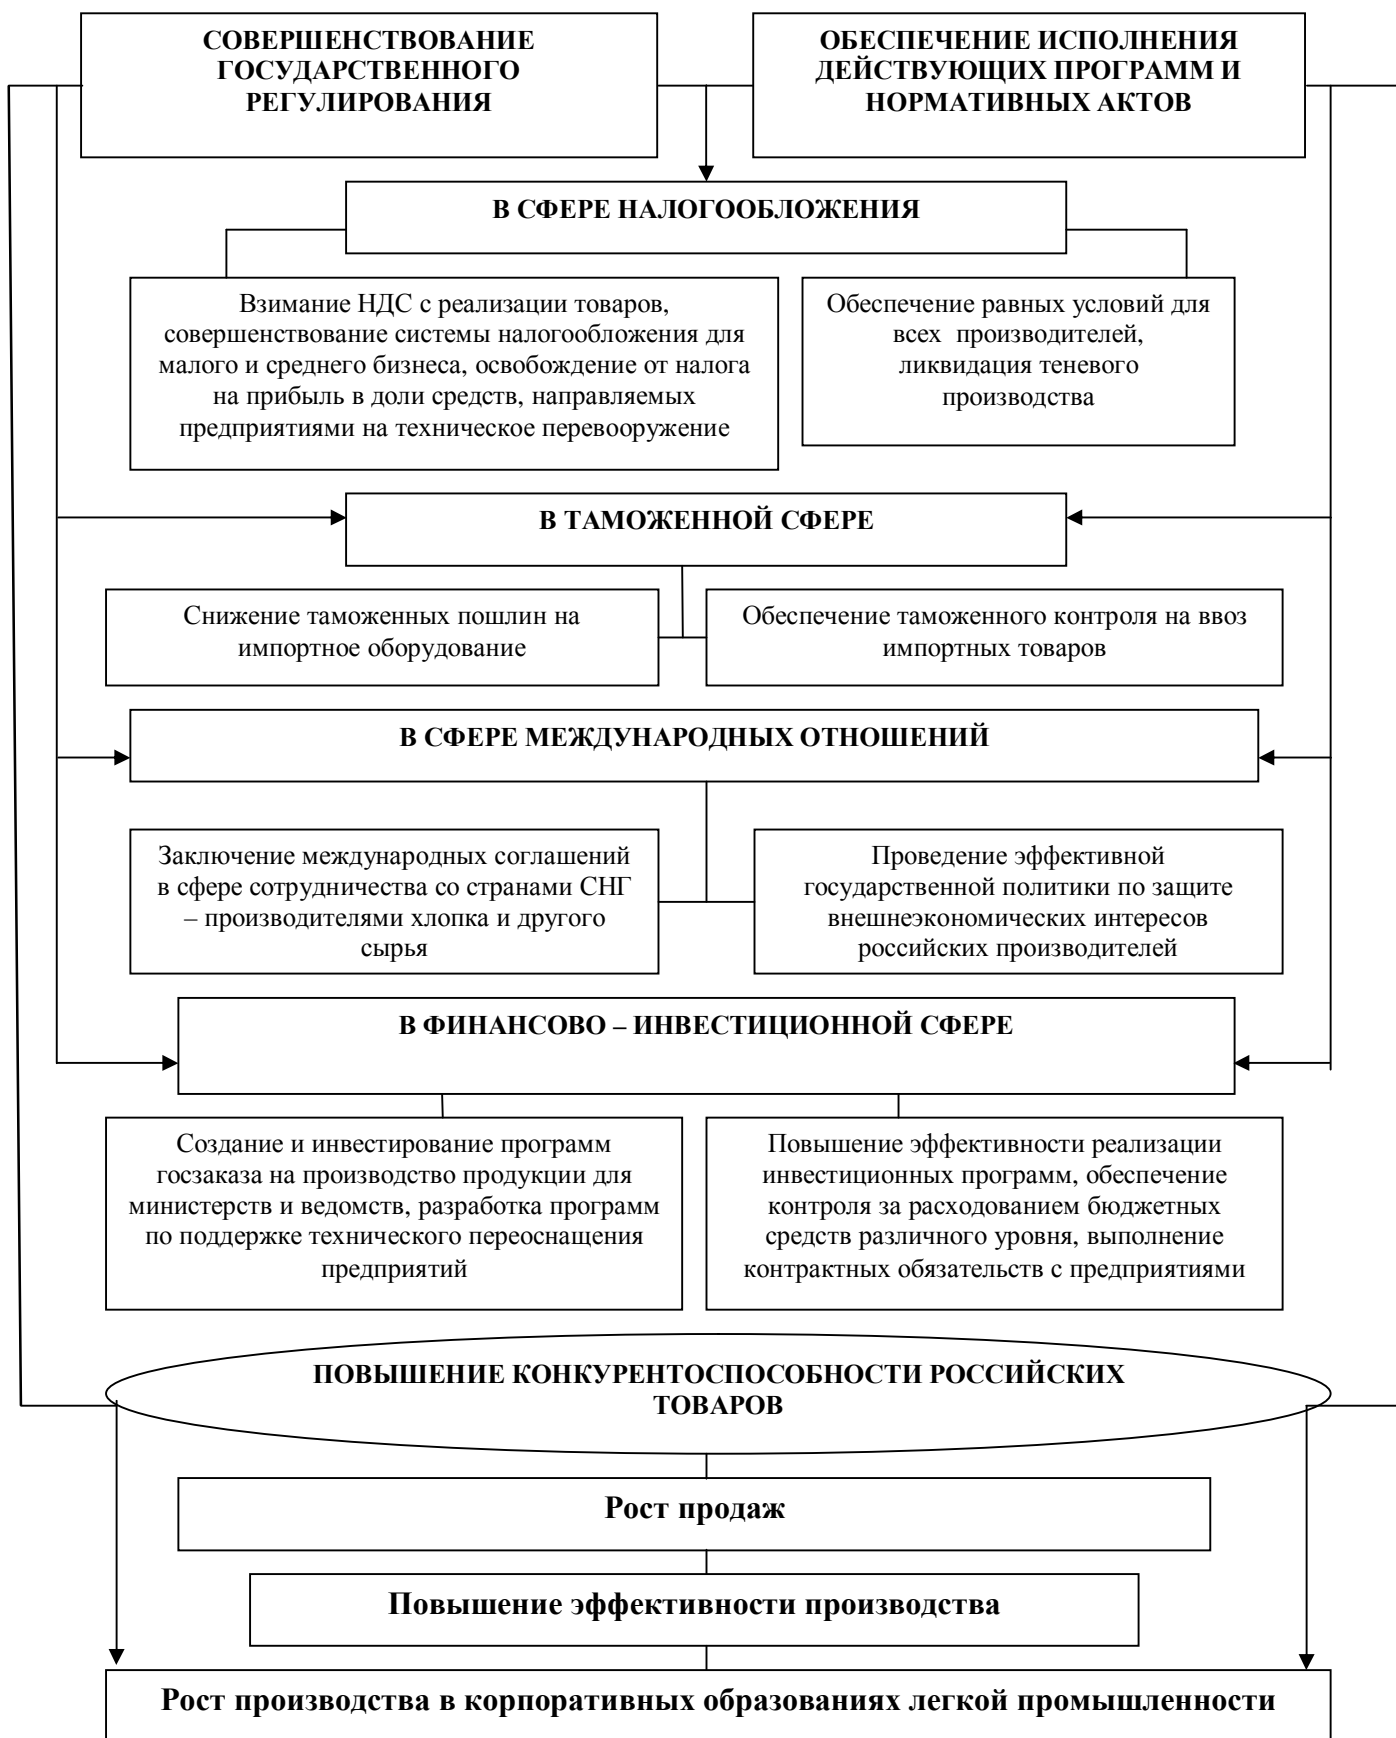 СОВЕРШЕНСТВОВАНИЕ
ГОСУДАРСТВЕННОГО
РЕГУЛИРОВАНИЯ
ОБЕСПЕЧЕНИЕ ИСПОЛНЕНИЯ
ДЕЙСТВУЮЩИХ ПРОГРАММ И
НОРМАТИВНЫХ АКТОВ
В СФЕРЕ НАЛОГООБЛОЖЕНИЯ
Взимание НДС с реализации товаров,
совершенствование системы налогообложения для
малого и среднего бизнеса, освобождение от налога
на прибыль в доли средств, направляемых
предприятиями на техническое перевооружение
Обеспечение равных условий для
всех производителей,
ликвидация теневого
производства
В ТАМОЖЕННОЙ СФЕРЕ
Снижение таможенных пошлин на
импортное оборудование
Обеспечение таможенного контроля на ввоз
импортных товаров
В СФЕРЕ МЕЖДУНАРОДНЫХ ОТНОШЕНИЙ
Заключение международных соглашений
в сфере сотрудничества со странами СНГ
– производителями хлопка и другого
сырья
Проведение эффективной
государственной политики по защите
внешнеэкономических интересов
российских производителей
В ФИНАНСОВО – ИНВЕСТИЦИОННОЙ СФЕРЕ
Создание и инвестирование программ
госзаказа на производство продукции для
министерств и ведомств, разработка программ
по поддержке технического переоснащения
предприятий
Повышение эффективности реализации
инвестиционных программ, обеспечение
контроля за расходованием бюджетных
средств различного уровня, выполнение
контрактных обязательств с предприятиями
ПОВЫШЕНИЕ КОНКУРЕНТОСПОСОБНОСТИ РОССИЙСКИХ
ТОВАРОВ
Рост продаж
Повышение эффективности производства
Рост производства в корпоративных образованиях легкой промышленности